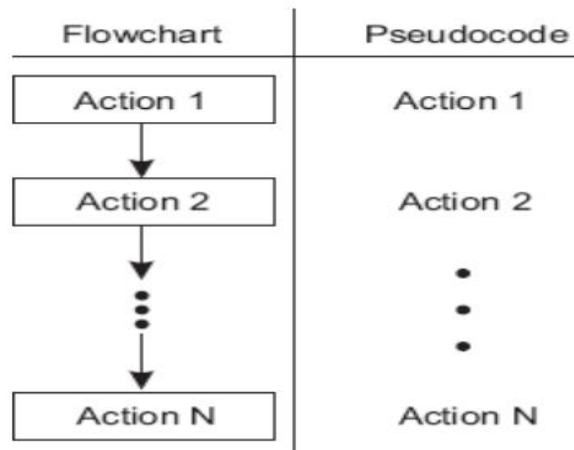 Flowchart Pseudocode
Action 1 Action 1
Action 2 Action 2
Action N Action N